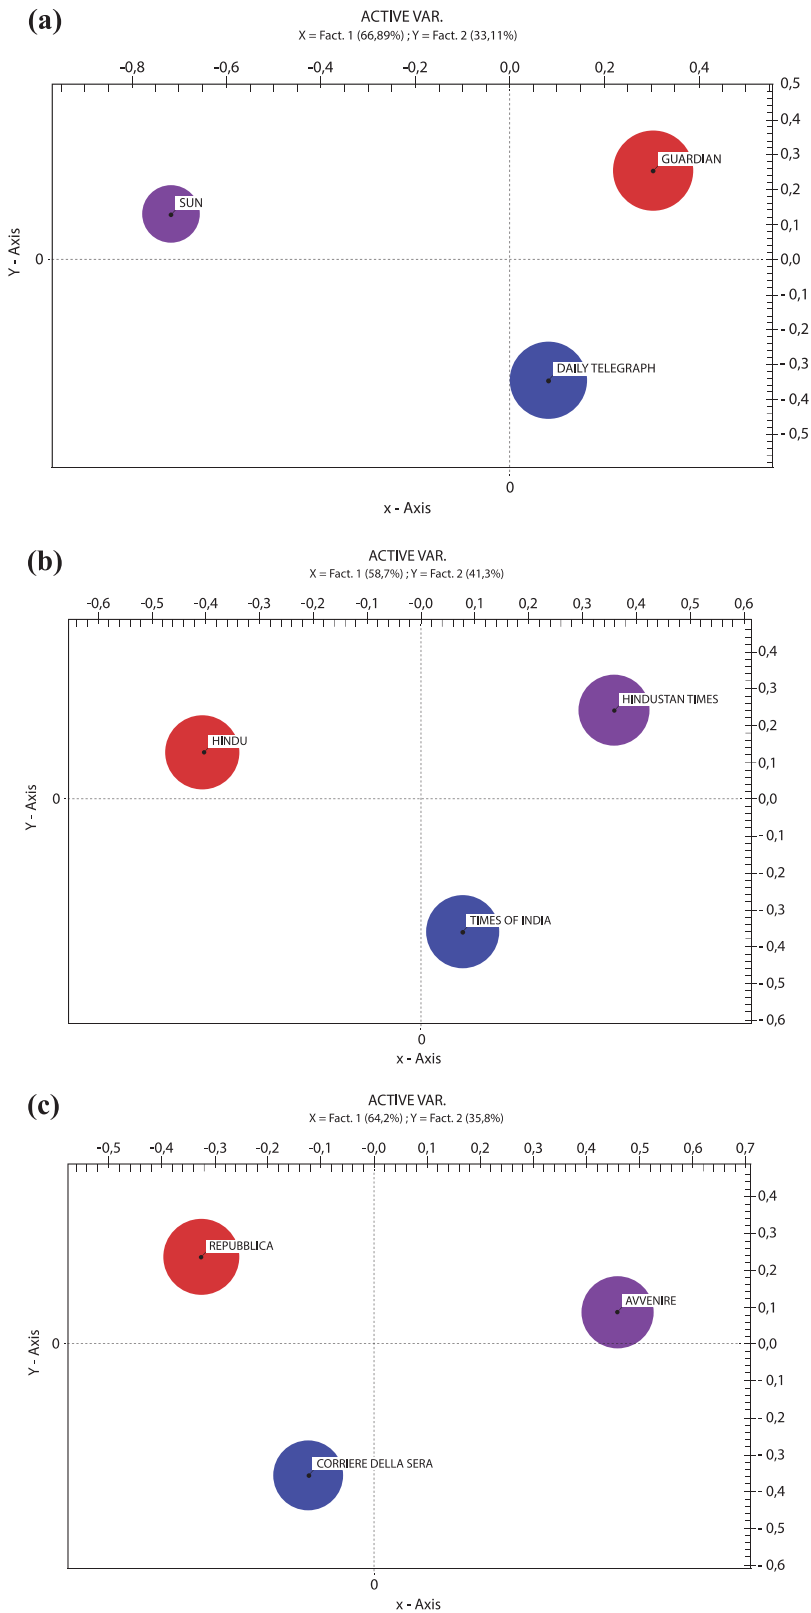 (a)
ACTIVE VAR.
X = Fact. 1 (66,89%) ; Y = Fact. 2 (33,11%)
-0,8 -0,6 -0,4 -0,2 0,0 0,2 0,4
0,5
0,4
GUARDIAN
0,3
SUN
0,2
0,1
Y - Axis
0
0,0
- 0,1
- 0,2
DAILY TELEGRAPH
- 0,3
- 0,4
- 0,5
0
x - Axis
(b)
ACTIVE VAR.
X = Fact. 1 (58,7%) ; Y = Fact. 2 (41,3%)
-0,6 -0,5 -0,4 -0,3 -0,2 -0,1 -0,0 0,1 0,2 0,3 0,4 0,5 0,6
0,4
HINDUSTAN TIMES
0,3
0,2
HINDU
0,1
Y - Axis
0
0,0
- 0,1
- 0,2
- 0,3
TIMES OF INDIA
- 0,4
- 0,5
- 0,6
0
x - Axis
(c)
ACTIVE VAR.
X = Fact. 1 (64,2%) ; Y = Fact. 2 (35,8%)
-0,5 -0,4 -0,3 -0,2 -0,1 -0,0 0,1 0,2 0,3 0,4 0,5 0,6 0,7
0,4
0,3
REPUBBLICA
0,2
AVVENIRE
0,1
Y - Axis
0
0,0
- 0,1
- 0,2
- 0,3
CORRIERE DELLA SERA
- 0,4
- 0,5
- 0,6
0
x - Axis